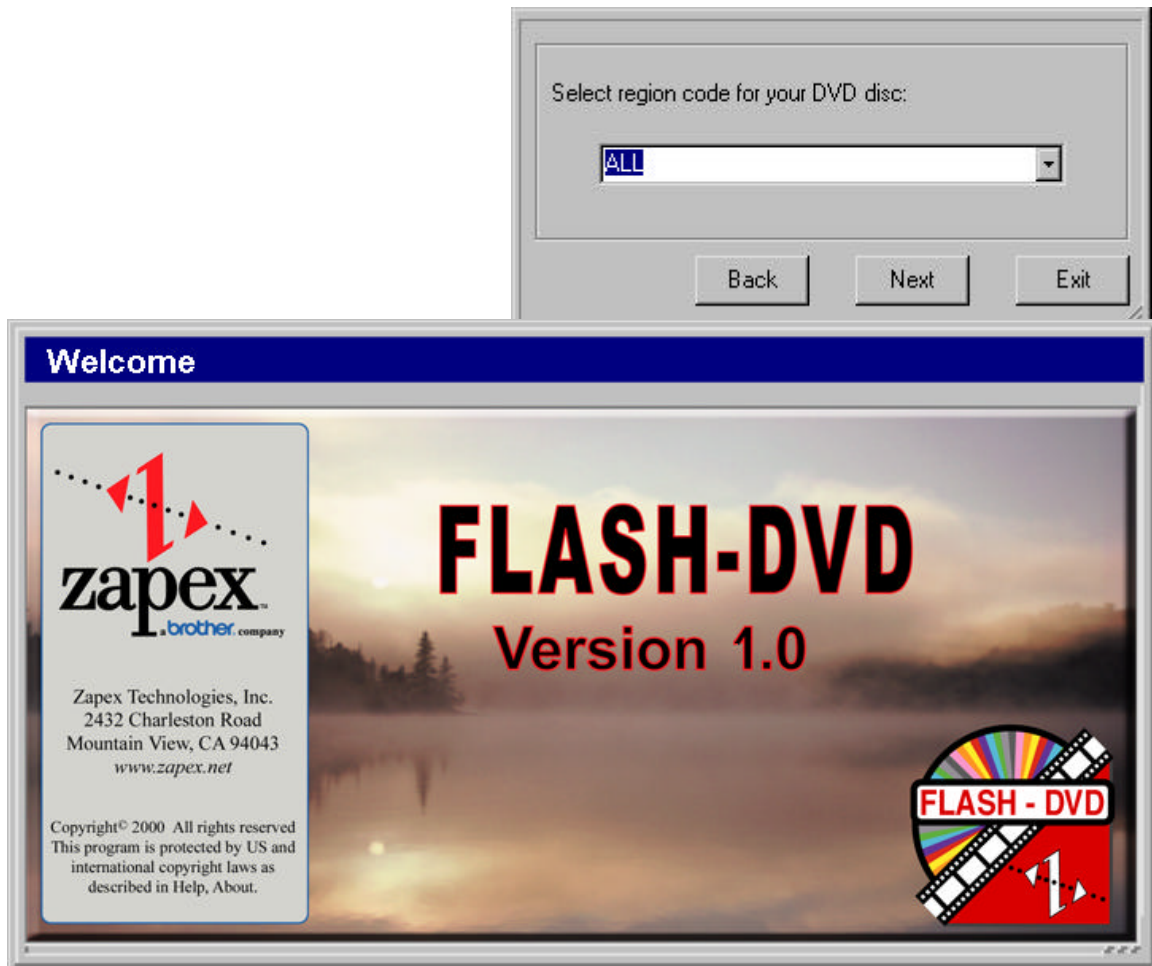 Select region code for your DVD disc:
ALL
Back Next Exit
Welcome
zapex™
a brother. company
Zapex Technologies, Inc.
2432 Charleston Road
Mountain View, CA 94043
www.zapex.net
Copyright© 2000 All rights reserved
This program is protected by US and
international copyright laws as
described in Help, About.
FLASH-DVD
Version 1.0
FLASH - DVD